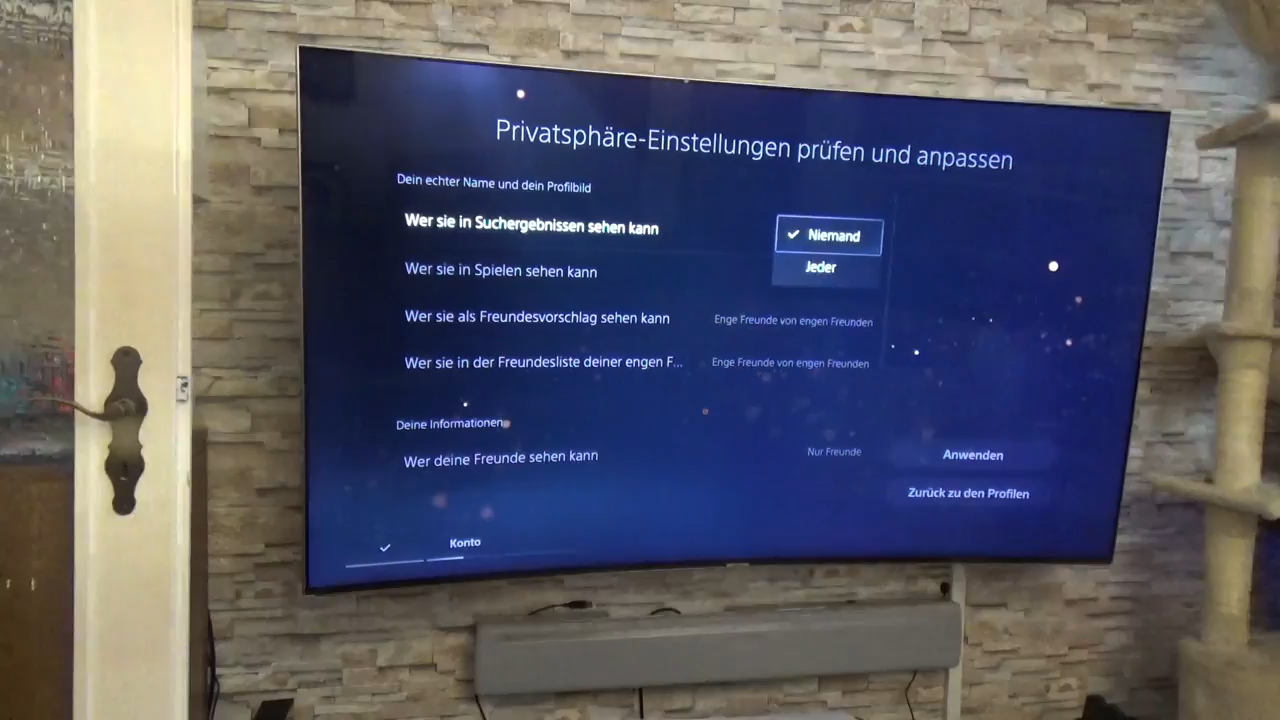 Privatsphäre-Einstellungen prüfen und anpassen
Dein echter Name und dein Profilbild
Wer sie in Suchergebnissen sehen kann
Niemand
Jeder
Wer sie in Spielen sehen kann
Wer sie als Freundesvorschlag sehen kann
Enge Freunde von engen Freunden
Wer sie in der Freundesliste deiner engen F...
Enge Freunde von engen Freunden
Deine Informationen
Wer deine Freunde sehen kann
Nur Freunde
Anwenden
Zurück zu den Profilen
Konto